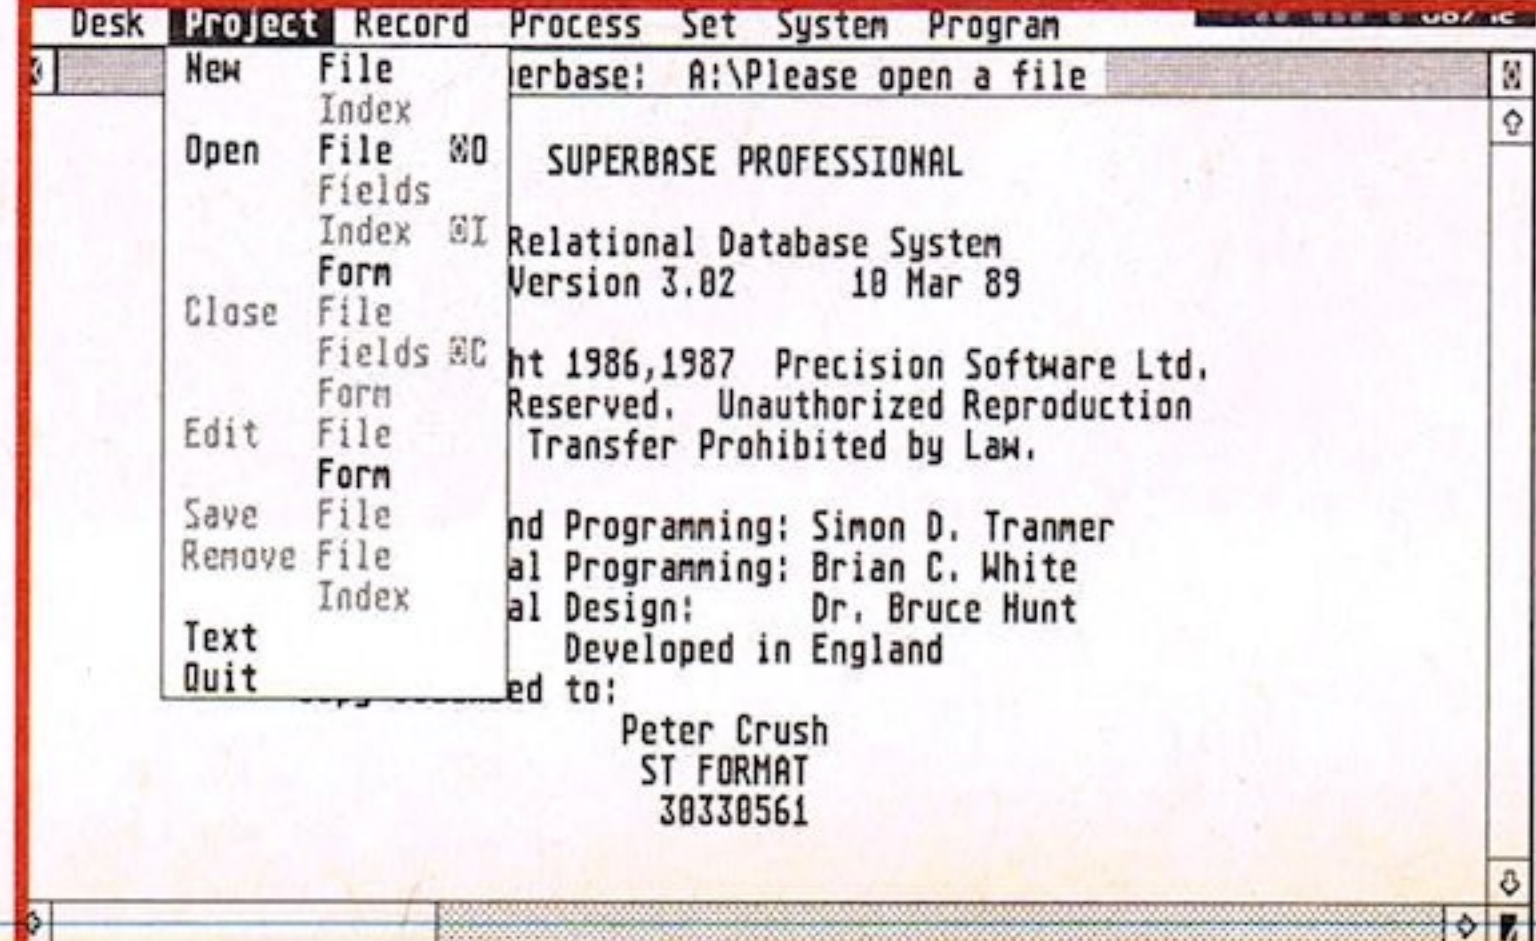 Desk Project Record Process Set System Program
New File
erbase: A:\Please open a file
Index
Open File O
SUPERBASE PROFESSIONAL
Fields
Index I
Relational Database System
Form
Version 3.02 10 Mar 89
Close File
Fields C
ht 1986,1987 Precision Software Ltd.
Form
Reserved. Unauthorized Reproduction
Edit File
Transfer Prohibited by Law.
Form
Save File
nd Programming: Simon D. Tranmer
Remove File
al Programming: Brian C. White
Index
al Design: Dr. Bruce Hunt
Text
Developed in England
Quit
ed to:
Peter Crush
ST FORMAT
30330561